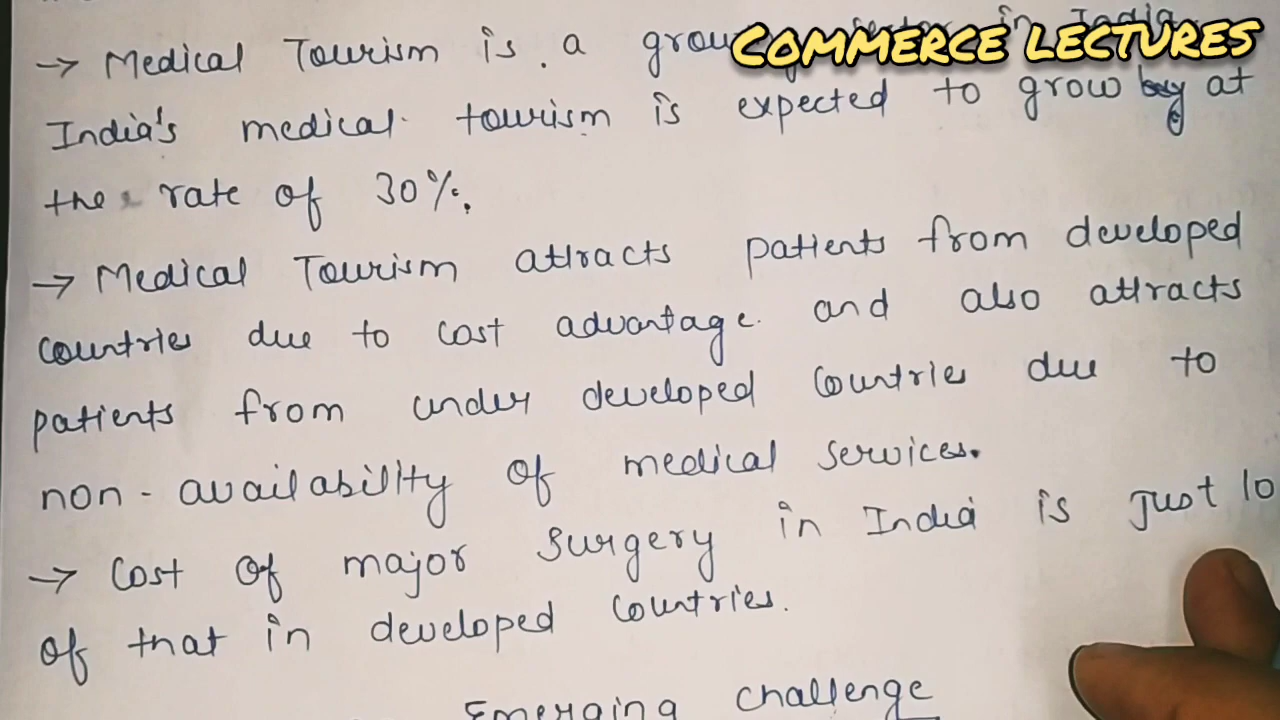 COMMERCE LECTURES
→ Medical Tourism is a in India
India's medical tourism is expected to grow by at
the rate of 30%.
→ Medical Tourism attracts patients from developed
countries due to cost advantage and also attracts
patients from under developed countries due to
non-availability of medical services.
→ Cost of major surgery in India is just 10
of that in developed countries.
Emerging challenge